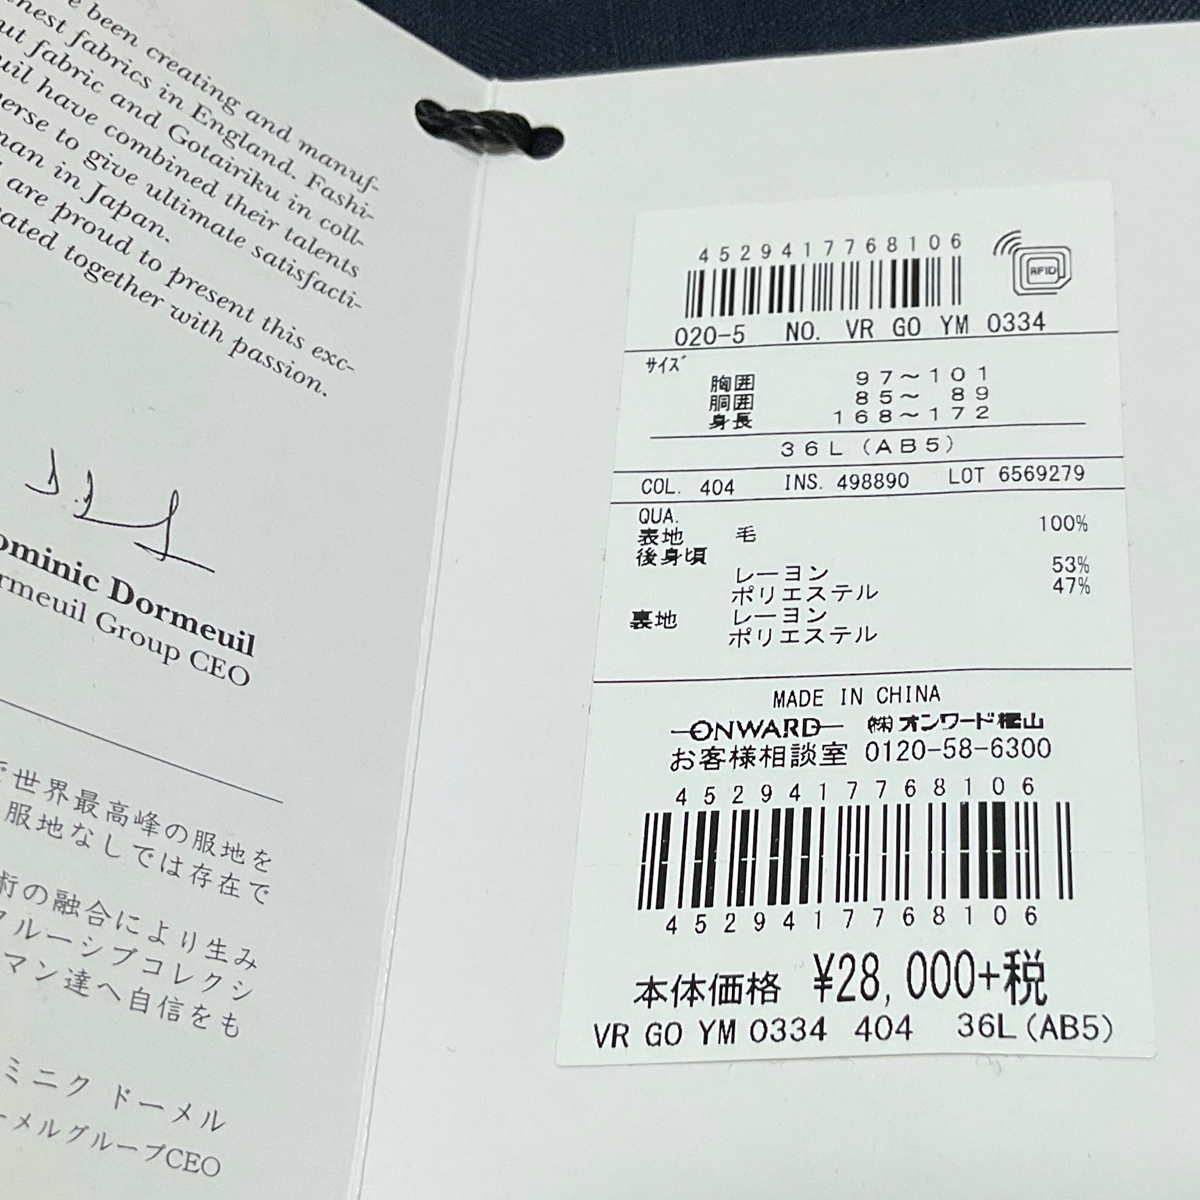 been creating and manuf-
nest fabrics in England. Fashi-
ut fabric and Gotairiku in coll-
uil have combined their talents
erse to give ultimate satisfacti-
man in Japan.
are proud to present this exc-
ated together with passion.
ominic Dormeuil
rmeuil Group CEO
で世界最高峰の服地を
服地なしでは存在で
術の融合により生み
クルーシブコレクシ
マン達へ自信をも
ミニク ドーメル
ーメルグループCEO
4529417768106
RFID
020-5 NO. VR GO YM 0334
サイズ
胸囲 97～101
胴囲 85～ 89
身長 168～172
36L(AB5)
COL. 404 INS. 498890 LOT 6569279
QUA.
表地 毛 100%
後身頃
レーヨン 53%
ポリエステル 47%
裏地 レーヨン
ポリエステル
MADE IN CHINA
ONWARD ㈱オンワード樫山
お客様相談室 0120-58-6300
4529417768106
4529417768106
本体価格 ¥28,000+税
VR GO YM 0334 404 36L(AB5)